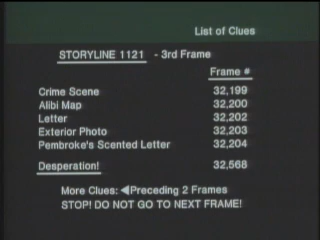 List of Clues
STORYLINE 1121 - 3rd Frame
Frame #
Crime Scene 32,199
Alibi Map 32,200
Letter 32,202
Exterior Photo 32,203
Pembroke's Scented Letter 32,204
Desperation! 32,568
More Clues: ◀Preceding 2 Frames
STOP! DO NOT GO TO NEXT FRAME!